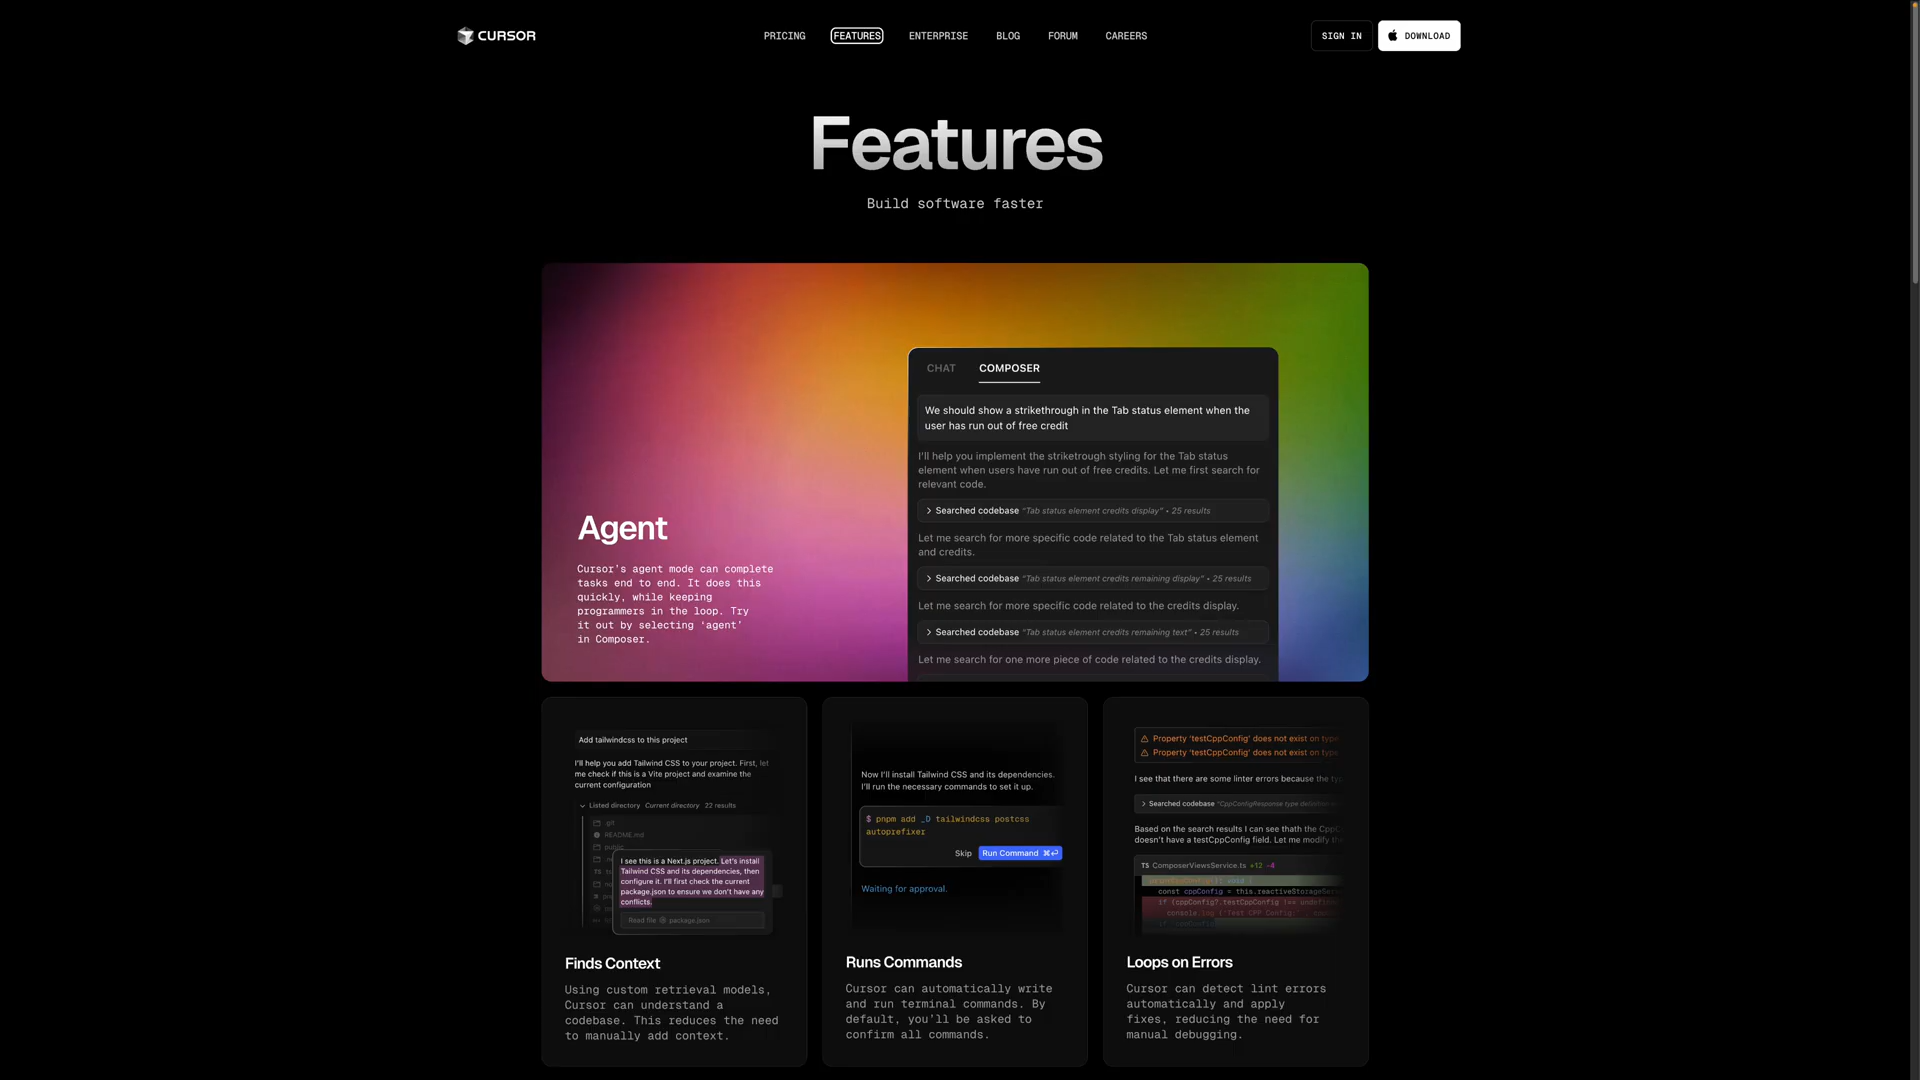 CURSOR
PRICING
FEATURES
ENTERPRISE
BLOG
FORUM
CAREERS
SIGN IN
DOWNLOAD
Features
Build software faster
Agent
Cursor’s agent mode can complete
tasks end to end. It does this
quickly, while keeping
programmers in the loop. Try
it out by selecting ‘agent’
in Composer.
CHAT
COMPOSER
We should show a strikethrough in the Tab status element when the
user has run out of free credit
I'll help you implement the striketrough styling for the Tab status
element when users have run out of free credits. Let me first search for
relevant code.
Searched codebase “Tab status element credits display” • 25 results
Let me search for more specific code related to the Tab status element
and credits.
Searched codebase “Tab status element credits remaining display” • 25 results
Let me search for more specific code related to the credits display.
Searched codebase “Tab status element credits remaining text” • 25 results
Let me search for one more piece of code related to the credits display.
Add tailwindcss to this project
I'll help you add Tailwind CSS to your project. First, let
me check if this is a Vite project and examine the
current configuration
Listed directory Current directory 22 results
.git
README.md
public
I see this is a Next.js project. Let's install
Tailwind CSS and its dependencies, then
configure it. I'll first check the current
package.json to ensure we don't have any
conflicts.
Read file package.json
Finds Context
Using custom retrieval models,
Cursor can understand a
codebase. This reduces the need
to manually add context.
Now I'll install Tailwind CSS and its dependencies.
I'll run the necessary commands to set it up.
$ pnpm add _D tailwindcss postcss
autoprefixer
Skip
Run Command ⌘⏎
Waiting for approval.
Runs Commands
Cursor can automatically write
and run terminal commands. By
default, you’ll be asked to
confirm all commands.
Property 'testCppConfig' does not exist on type
Property 'testCppConfig' does not exist on type
I see that there are some linter errors because the
Searched codebase "CppConfigResponse type
Based on the search results I can see thath the
doesn't have a testCppConfig field. Let me modify
TS ComposerViewsService.ts +12 -4
const cppConfig = this.
if (cppConfig?.testCppConfig !==
console.log ('Test CPP Config:'
Loops on Errors
Cursor can detect lint errors
automatically and apply
fixes, reducing the need for
manual debugging.